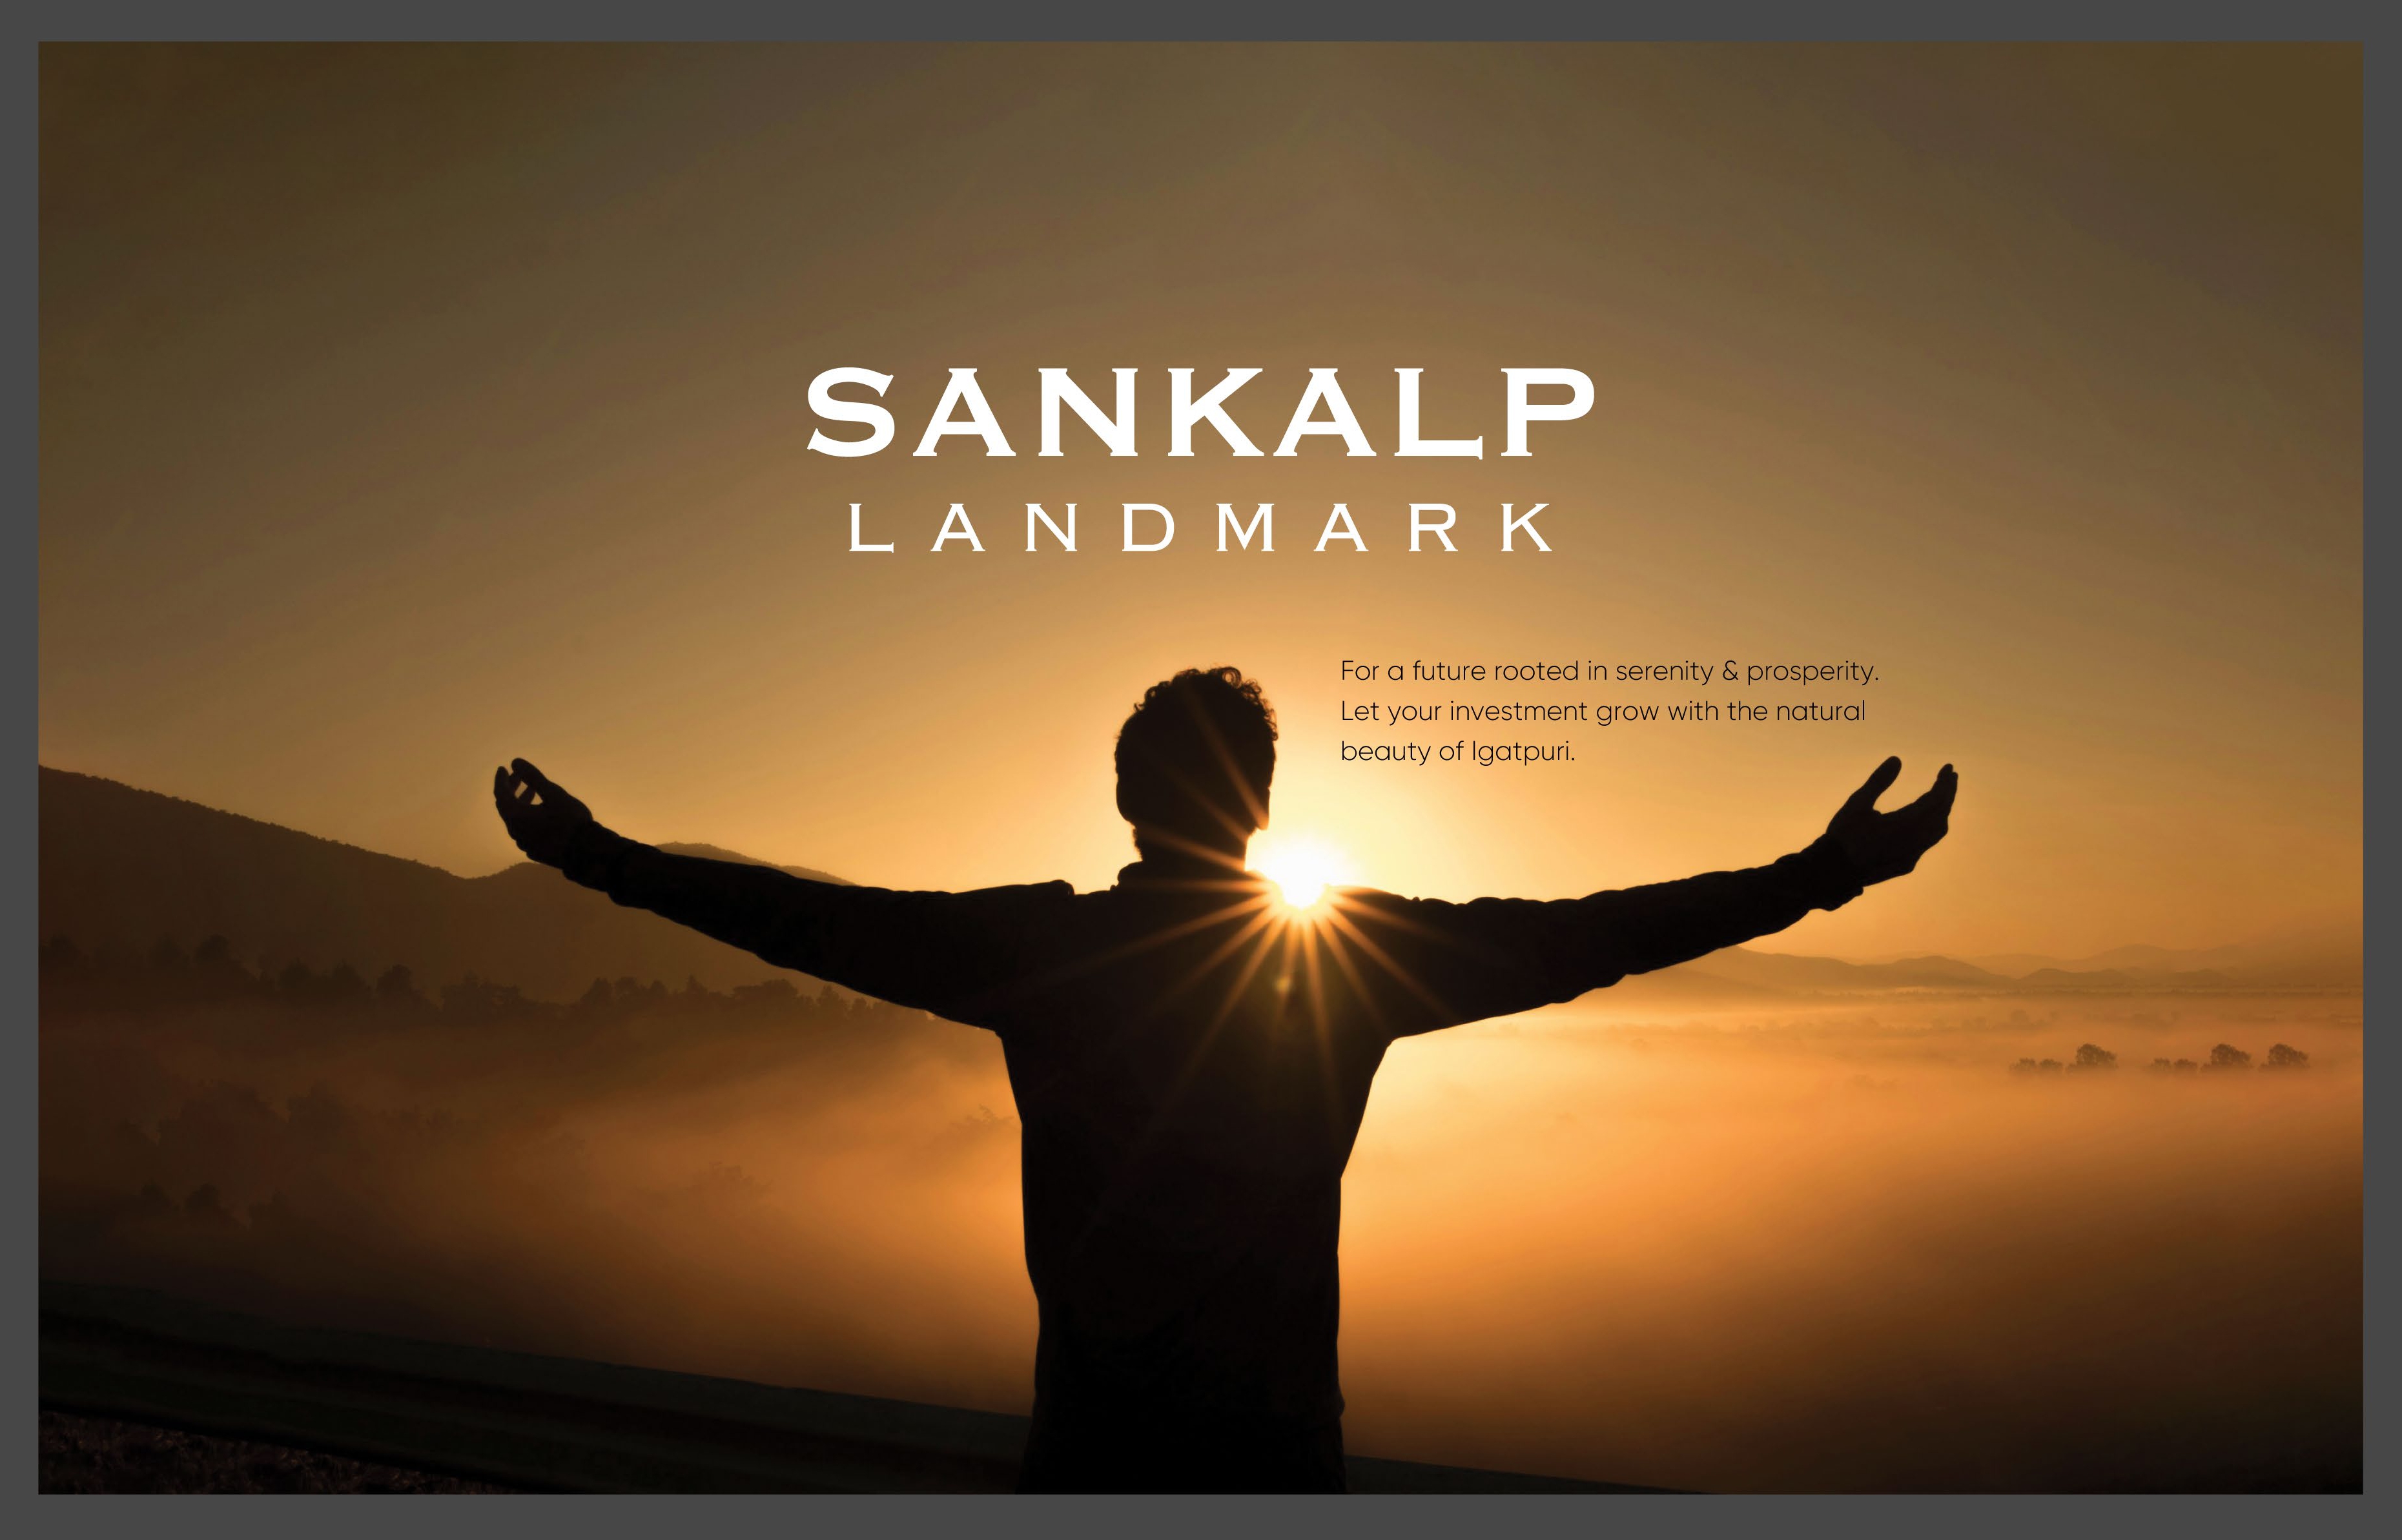 SANKALP
LANDMARK
For a future rooted in serenity & prosperity.
Let your investment grow with the natural
beauty of Igatpuri.